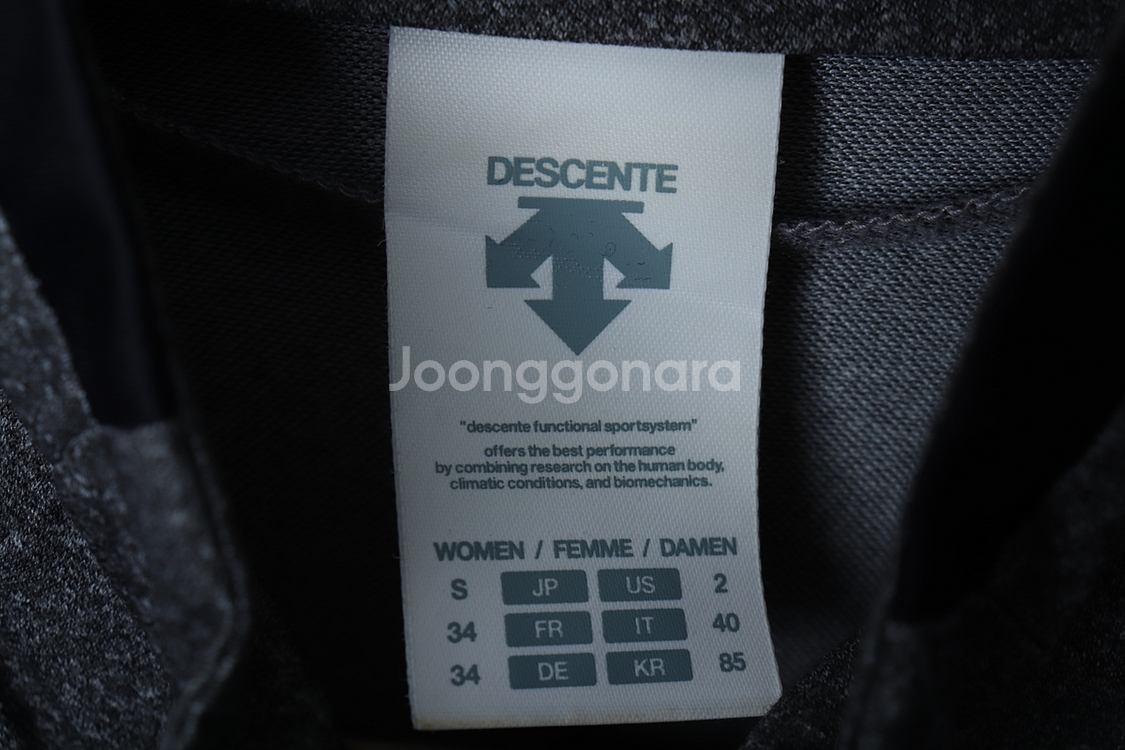 DESCENTE
Joonggonara
"descente functional sportsystem"
offers the best performance
by combining research on the human body,
climatic conditions, and biomechanics.
WOMEN / FEMME / DAMEN
S JP US 2
34 FR IT 40
34 DE KR 85